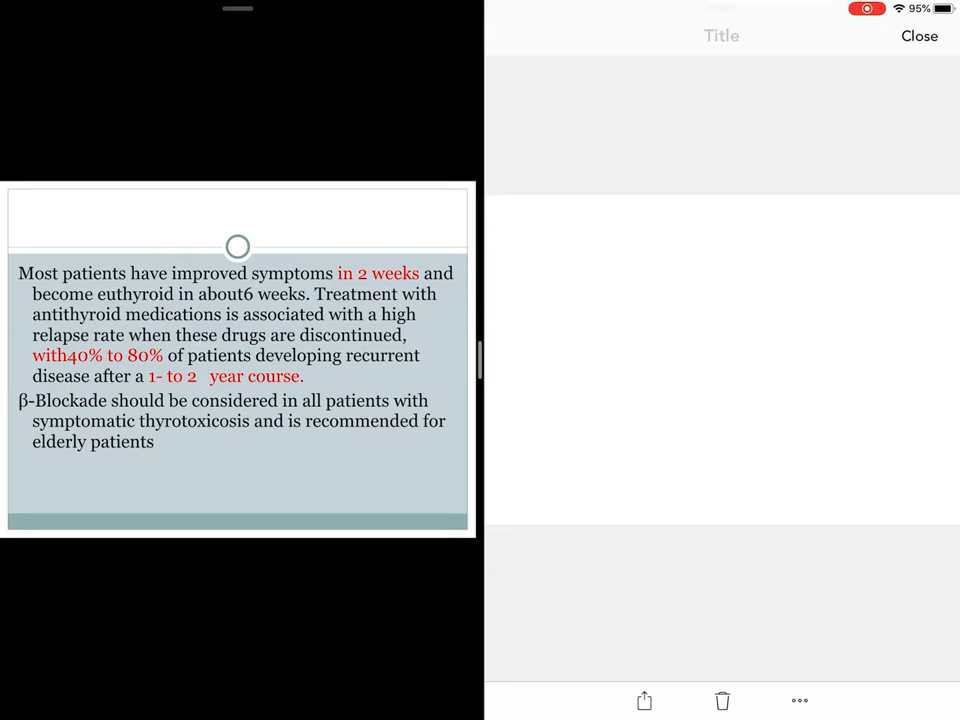 95%
Title
Close
Most patients have improved symptoms in 2 weeks and
become euthyroid in about6 weeks. Treatment with
antithyroid medications is associated with a high
relapse rate when these drugs are discontinued,
with40% to 80% of patients developing recurrent
disease after a 1- to 2 year course.
β-Blockade should be considered in all patients with
symptomatic thyrotoxicosis and is recommended for
elderly patients